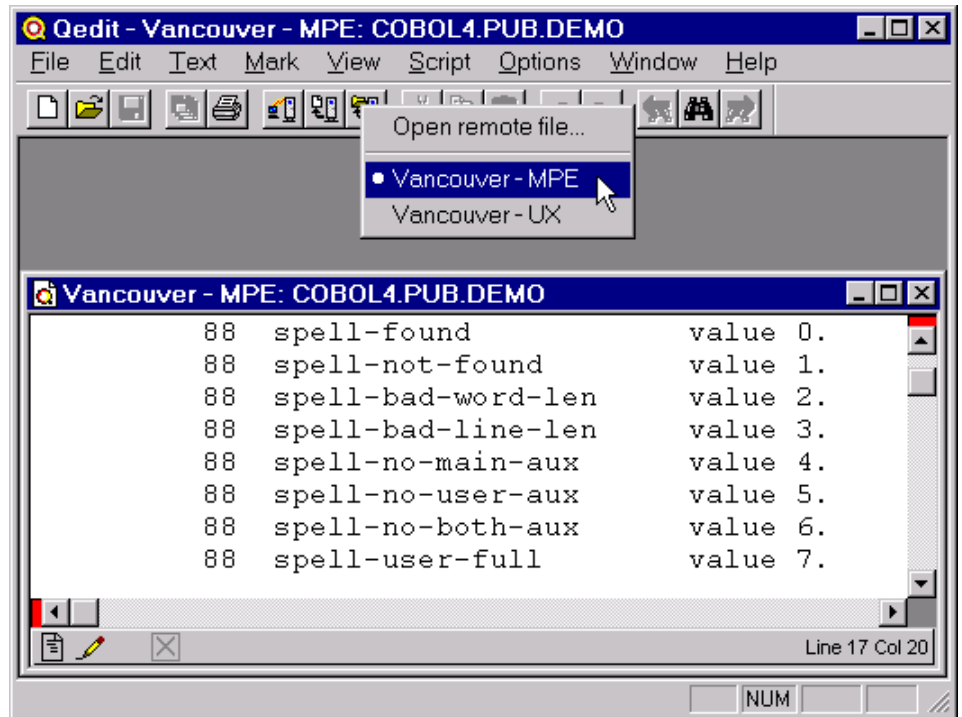 Qedit - Vancouver - MPE: COBOL4.PUB.DEMO
File Edit Text Mark View Script Options Window Help
Open remote file...
Vancouver - MPE
Vancouver - UX
Vancouver - MPE: COBOL4.PUB.DEMO
88 spell-found value 0.
88 spell-not-found value 1.
88 spell-bad-word-len value 2.
88 spell-bad-line-len value 3.
88 spell-no-main-aux value 4.
88 spell-no-user-aux value 5.
88 spell-no-both-aux value 6.
88 spell-user-full value 7.
Line 17 Col 20
NUM